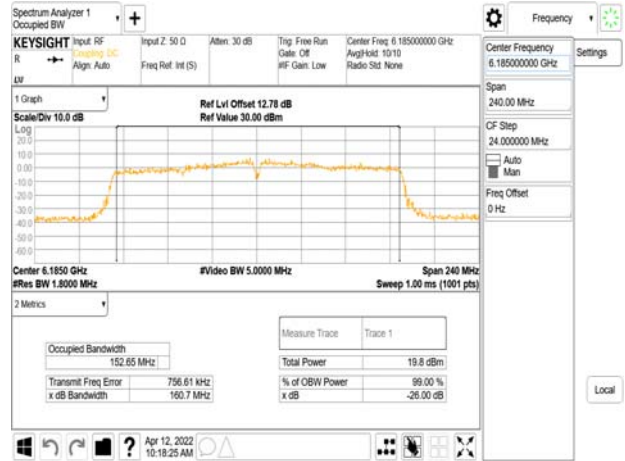 Spectrum Analyzer 1
Occupied BW
+
Frequency
KEYSIGHT
Input: RF
Coupling: DC
Align: Auto
Input Z: 50 Ω
Freq Ref: Int (S)
Atten: 30 dB
Trig: Free Run
Gate: Off
#IF Gain: Low
Center Freq: 6.185000000 GHz
Avg|Hold: 10/10
Radio Std: None
R
LV
Center Frequency
6.185000000 GHz
Settings
Span
240.00 MHz
CF Step
24.000000 MHz
Auto
Man
Freq Offset
0 Hz
Local
1 Graph
Scale/Div 10.0 dB
Ref Lvl Offset 12.78 dB
Ref Value 30.00 dBm
Log
20.0
10.0
0.00
-10.0
-20.0
-30.0
-40.0
-50.0
-60.0
Center 6.1850 GHz
#Res BW 1.8000 MHz
#Video BW 5.0000 MHz
Span 240 MHz
Sweep 1.00 ms (1001 pts)
2 Metrics
Measure Trace Trace 1
Occupied Bandwidth
152.65 MHz
Total Power 19.8 dBm
Transmit Freq Error 756.61 kHz
% of OBW Power 99.00 %
x dB Bandwidth 160.7 MHz
x dB -26.00 dB
?
Apr 12, 2022
10:18:25 AM